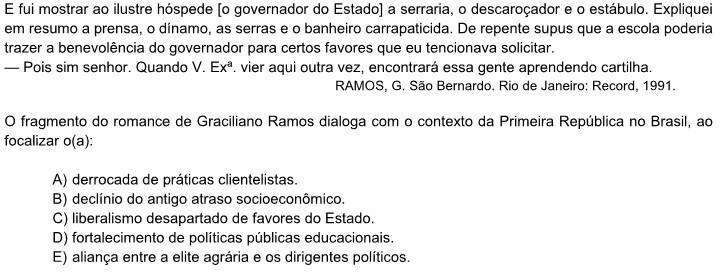 E fui mostrar ao ilustre hóspede [o governador do Estado] a serraria, o descaroçador e o estábulo. Expliquei
em resumo a prensa, o dínamo, as serras e o banheiro carrapaticida. De repente supus que a escola poderia
trazer a benevolência do governador para certos favores que eu tencionava solicitar.
— Pois sim senhor. Quando V. Exª. vier aqui outra vez, encontrará essa gente aprendendo cartilha.
RAMOS, G. São Bernardo. Rio de Janeiro: Record, 1991.
O fragmento do romance de Graciliano Ramos dialoga com o contexto da Primeira República no Brasil, ao
focalizar o(a):
A) derrocada de práticas clientelistas.
B) declínio do antigo atraso socioeconômico.
C) liberalismo desapartado de favores do Estado.
D) fortalecimento de políticas públicas educacionais.
E) aliança entre a elite agrária e os dirigentes políticos.